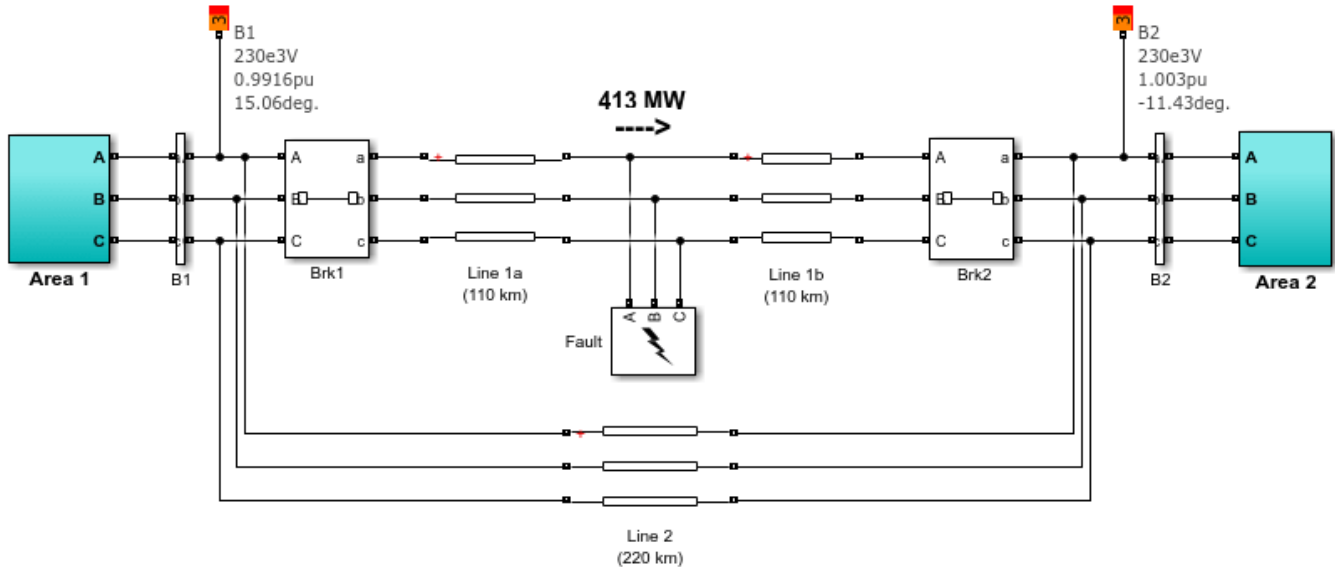 3
B1
230e3V
0.9916pu
15.06deg.
3
B2
230e3V
1.003pu
-11.43deg.
413 MW
---->
A
B
C
Area 1
a
b
c
B1
A
B
C
a
b
c
Brk1
Line 1a
(110 km)
A
B
C
Fault
Line 1b
(110 km)
A
B
C
a
b
c
Brk2
a
b
c
B2
A
B
C
Area 2
Line 2
(220 km)